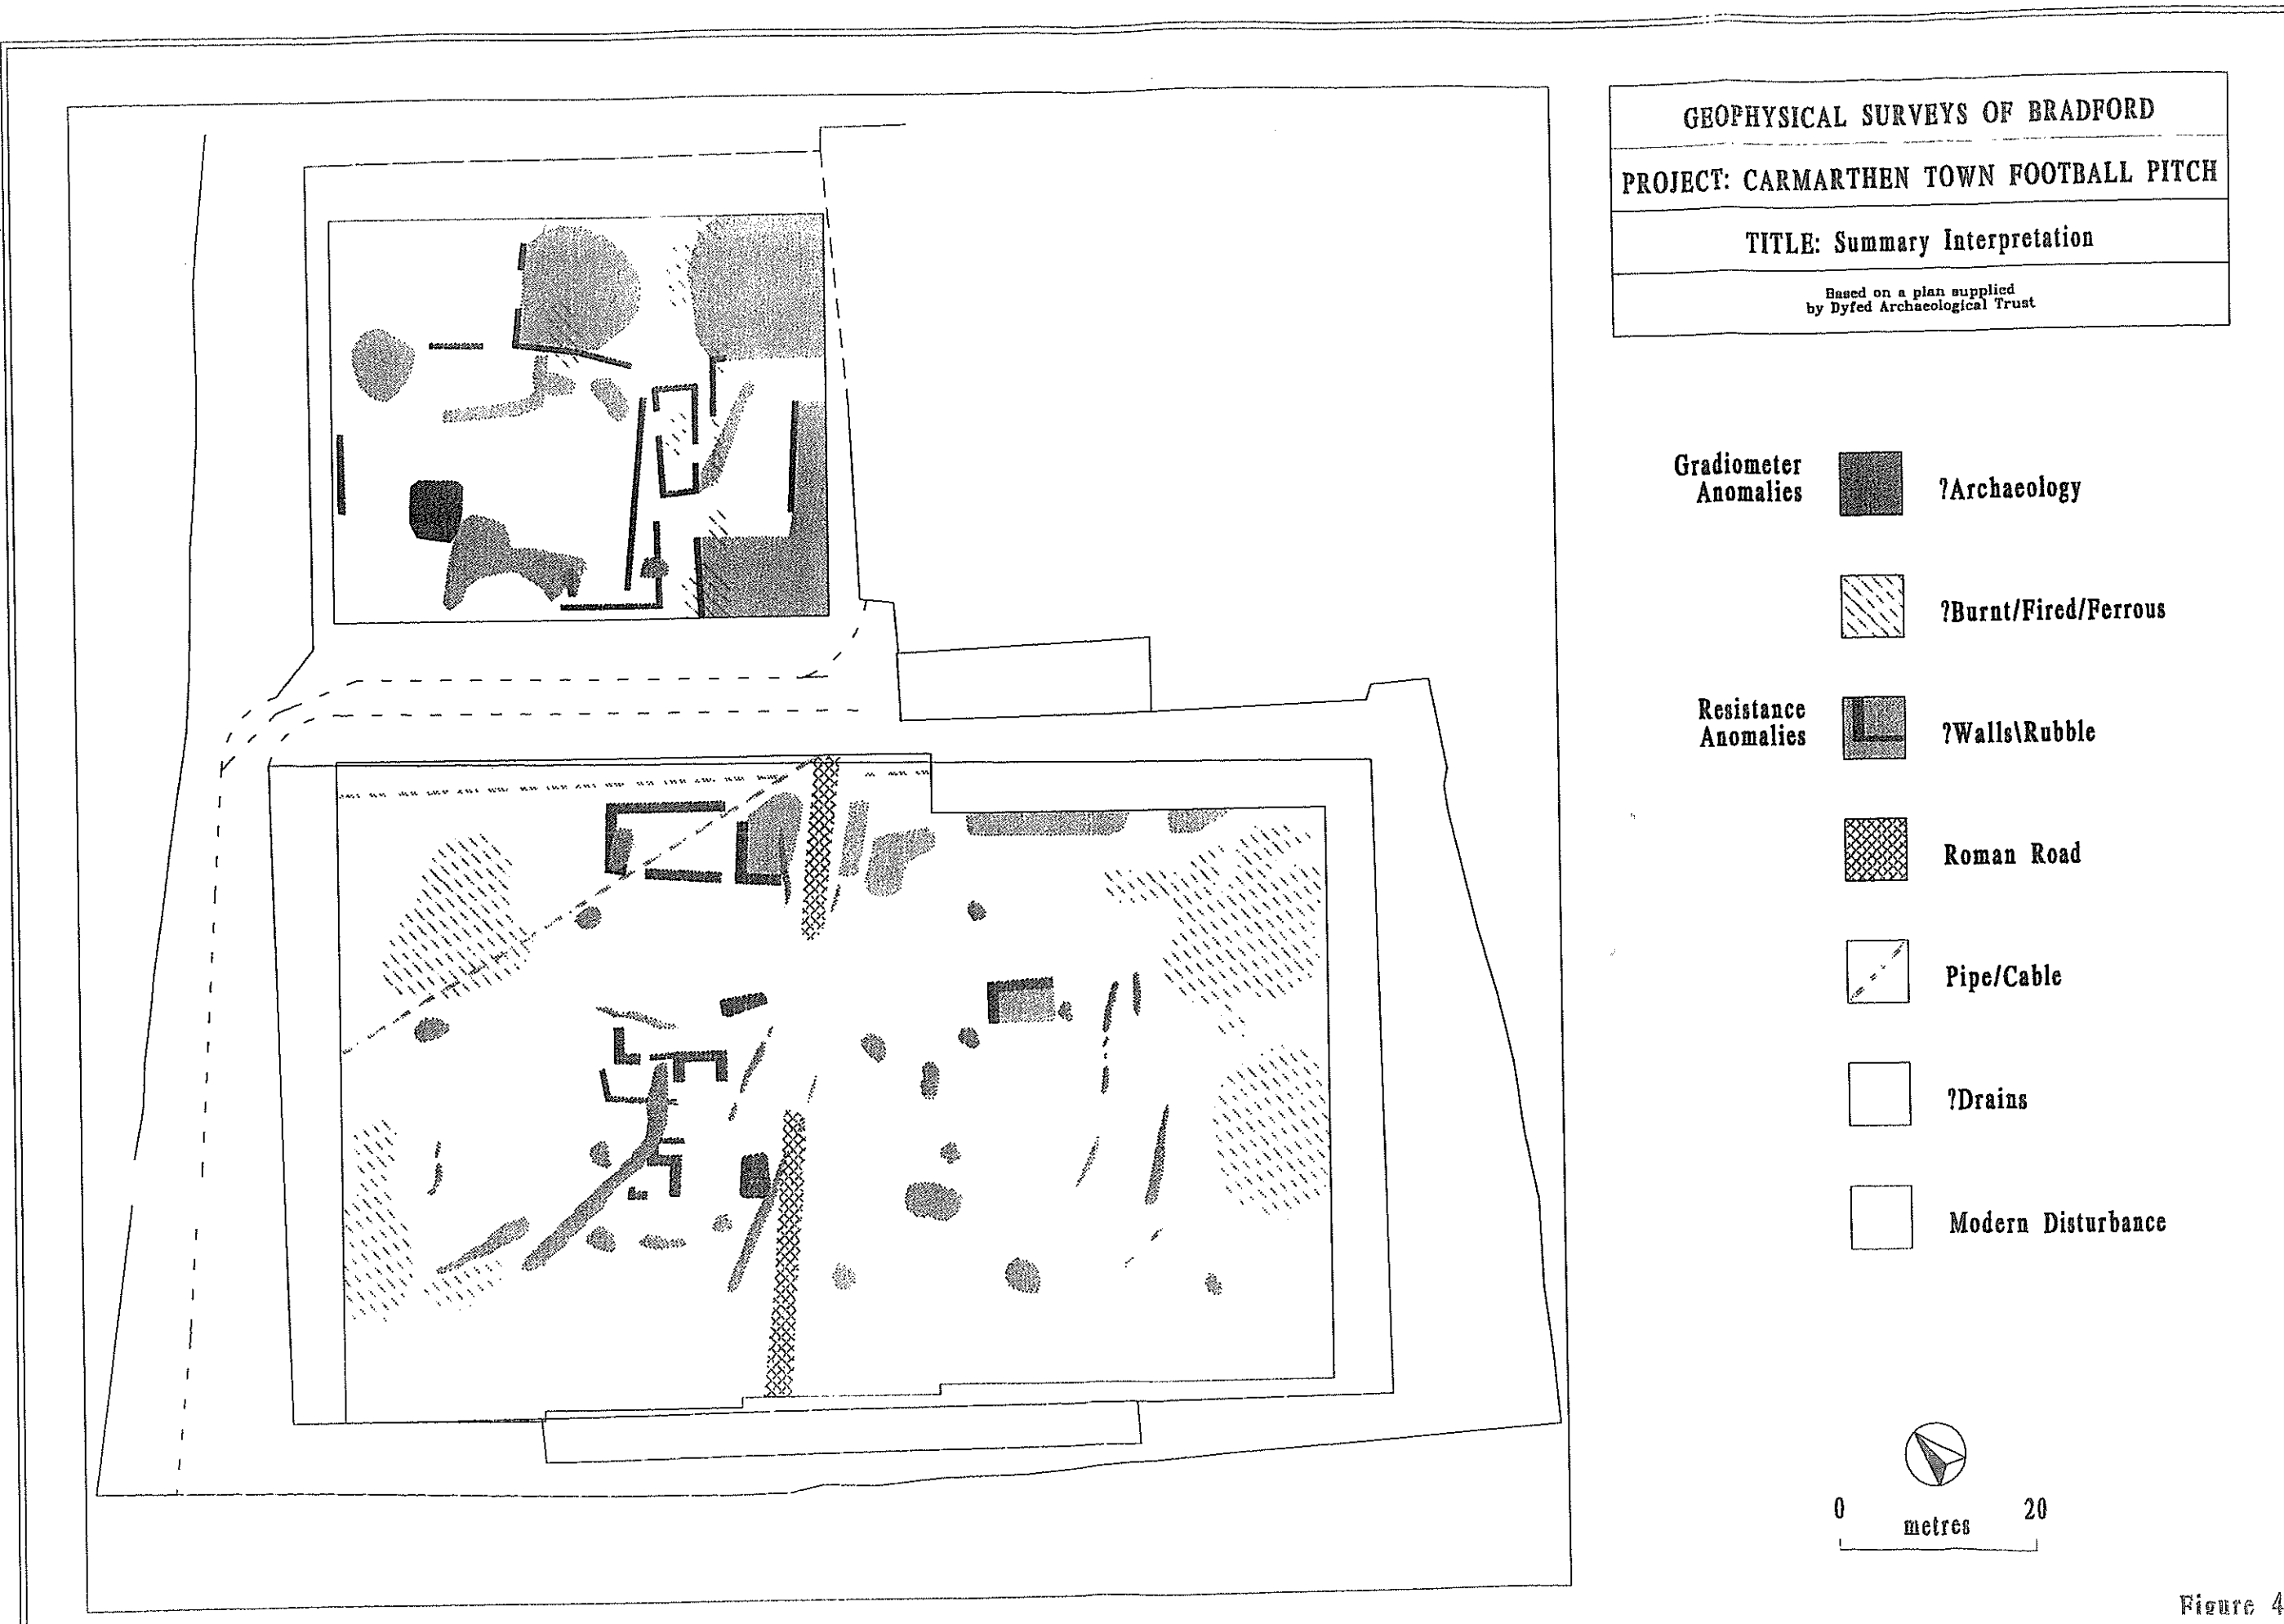 GEOPHYSICAL SURVEYS OF BRADFORD
PROJECT: CARMARTHEN TOWN FOOTBALL PITCH
TITLE: Summary Interpretation
Based on a plan supplied
by Dyfed Archaeological Trust
Gradiometer
Anomalies
?Archaeology
?Burnt/Fired/Ferrous
Resistance
Anomalies
?Walls\Rubble
Roman Road
Pipe/Cable
?Drains
Modern Disturbance
0 20
metres
Figure 4